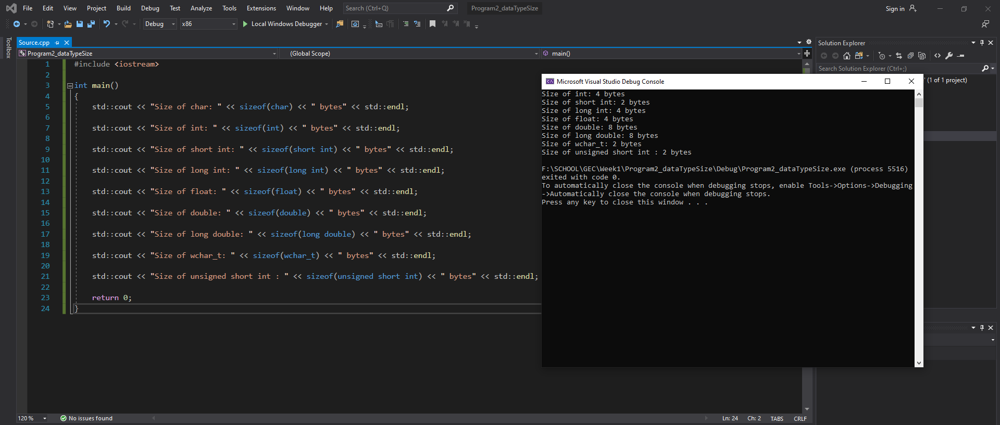 File Edit View Project Build Debug Test Analyze Tools Extensions Window Help Search (Ctrl+Q) Program2_dataTypeSize Sign in
Debug x86 Local Windows Debugger
Toolbox
Source.cpp
Program2_dataTypeSize (Global Scope) main()
1 #include <iostream>
2
3 int main()
4 {
5 std::cout << "Size of char: " << sizeof(char) << " bytes" << std::endl;
6
7 std::cout << "Size of int: " << sizeof(int) << " bytes" << std::endl;
8
9 std::cout << "Size of short int: " << sizeof(short int) << " bytes" << std::endl;
10
11 std::cout << "Size of long int: " << sizeof(long int) << " bytes" << std::endl;
12
13 std::cout << "Size of float: " << sizeof(float) << " bytes" << std::endl;
14
15 std::cout << "Size of double: " << sizeof(double) << " bytes" << std::endl;
16
17 std::cout << "Size of long double: " << sizeof(long double) << " bytes" << std::endl;
18
19 std::cout << "Size of wchar_t: " << sizeof(wchar_t) << " bytes" << std::endl;
20
21 std::cout << "Size of unsigned short int : " << sizeof(unsigned short int) << " bytes" << std::endl;
22
23 return 0;
24 }
Microsoft Visual Studio Debug Console
Size of int: 4 bytes
Size of short int: 2 bytes
Size of long int: 4 bytes
Size of float: 4 bytes
Size of double: 8 bytes
Size of long double: 8 bytes
Size of wchar_t: 2 bytes
Size of unsigned short int : 2 bytes
F:\SCHOOL\GEC\Week1\Program2_dataTypeSize\Debug\Program2_dataTypeSize.exe (process 5516)
exited with code 0.
To automatically close the console when debugging stops, enable Tools->Options->Debugging
->Automatically close the console when debugging stops.
Press any key to close this window . . .
Solution Explorer
Search Solution Explorer (Ctrl+;)
' (1 of 1 project)
120 % No issues found Ln: 24 Ch: 2 TABS CRLF